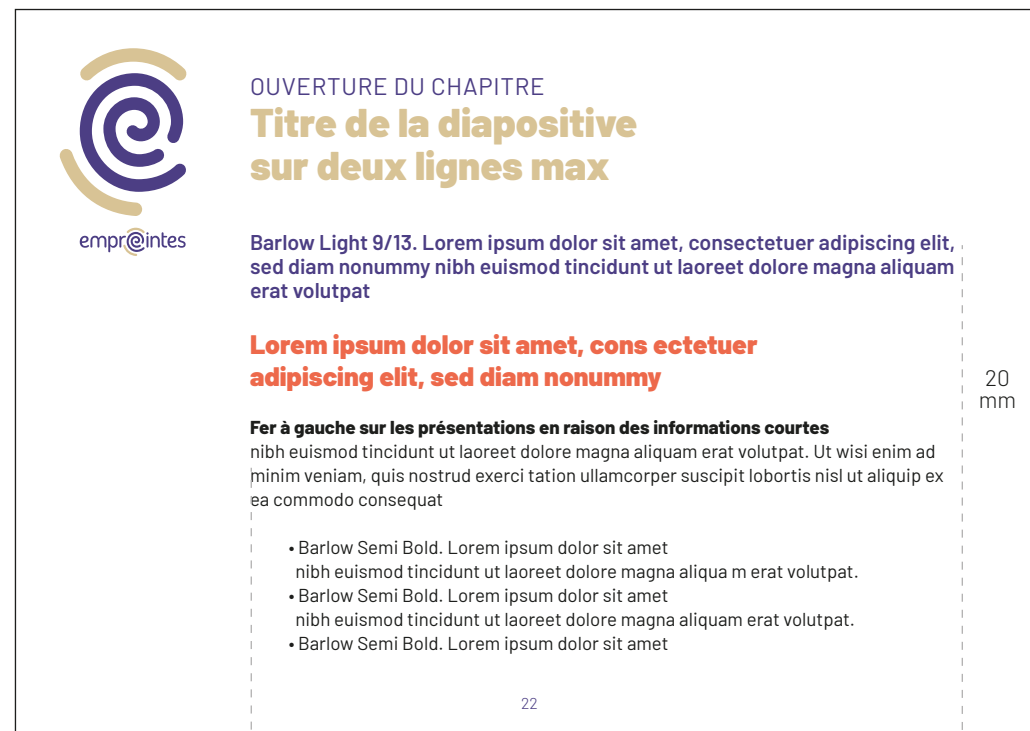 OUVERTURE DU CHAPITRE
Titre de la diapositive
sur deux lignes max
empr@intes
Barlow Light 9/13. Lorem ipsum dolor sit amet, consectetuer adipiscing elit,
sed diam nonummy nibh euismod tincidunt ut laoreet dolore magna aliquam
erat volutpat
Lorem ipsum dolor sit amet, cons ectetuer
adipiscing elit, sed diam nonummy
20
mm
Fer à gauche sur les présentations en raison des informations courtes
nibh euismod tincidunt ut laoreet dolore magna aliquam erat volutpat. Ut wisi enim ad
minim veniam, quis nostrud exerci tation ullamcorper suscipit lobortis nisl ut aliquip ex
ea commodo consequat
• Barlow Semi Bold. Lorem ipsum dolor sit amet
nibh euismod tincidunt ut laoreet dolore magna aliqua m erat volutpat.
• Barlow Semi Bold. Lorem ipsum dolor sit amet
nibh euismod tincidunt ut laoreet dolore magna aliquam erat volutpat.
• Barlow Semi Bold. Lorem ipsum dolor sit amet
22